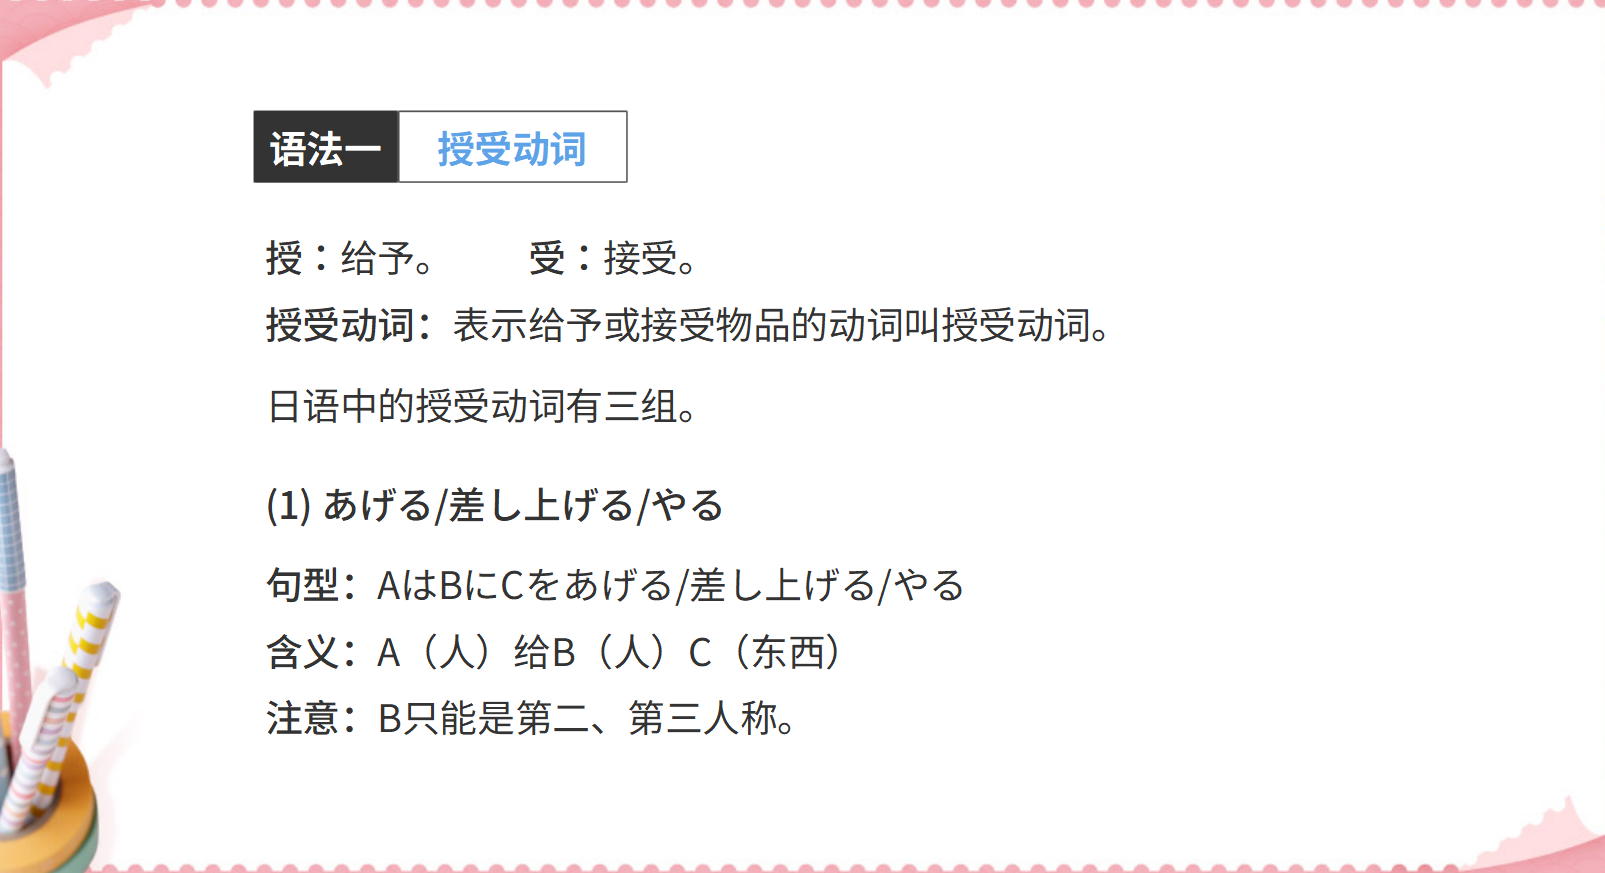 语法一 授受动词
授：给予。 受：接受。
授受动词：表示给予或接受物品的动词叫授受动词。
日语中的授受动词有三组。
(1) あげる/差し上げる/やる
句型：AはBにCをあげる/差し上げる/やる
含义：A（人）给B（人）C（东西）
注意：B只能是第二、第三人称。